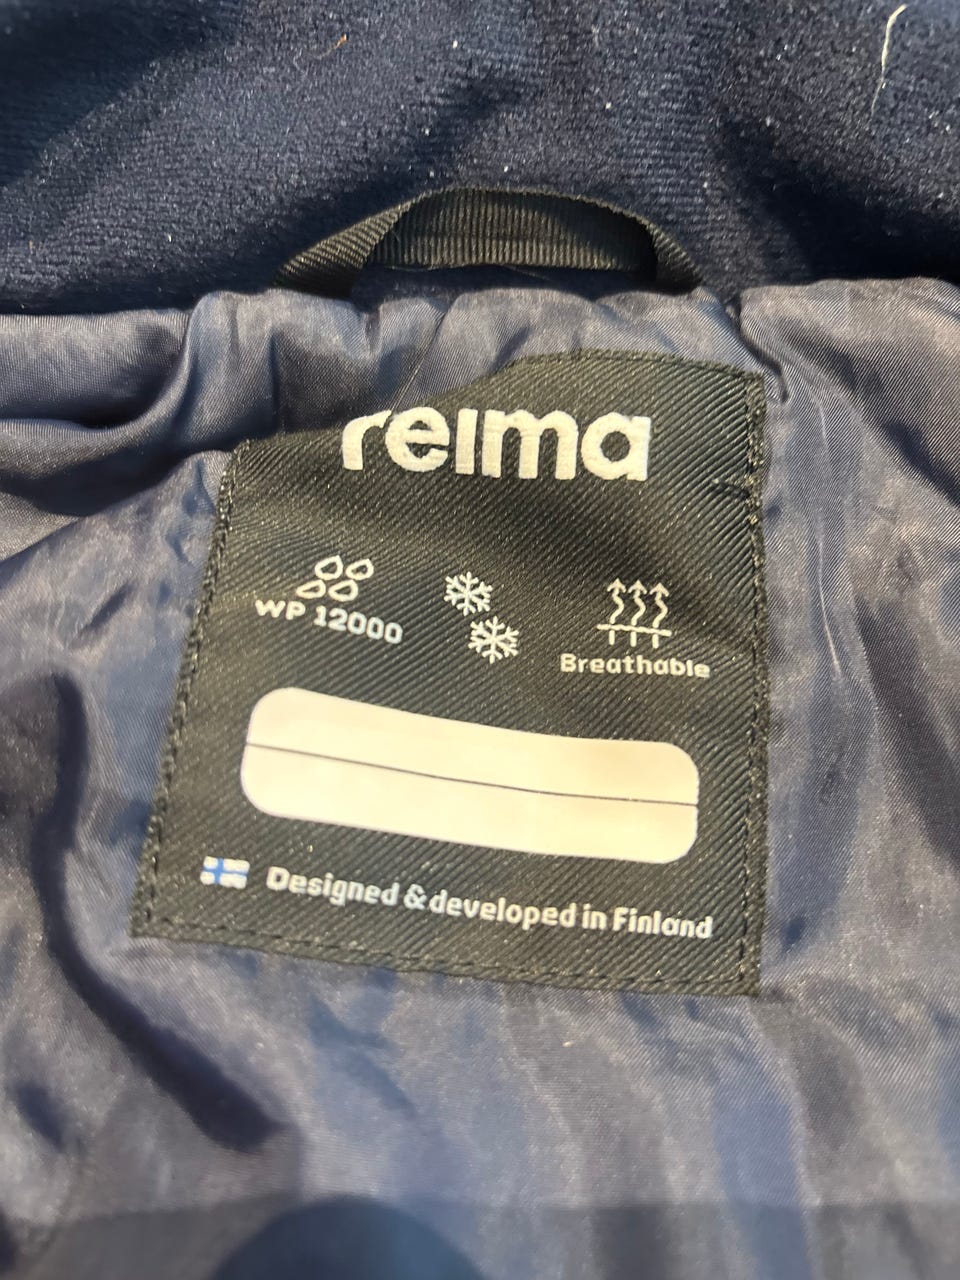 reima
WP 12000
Breathable
Designed & developed in Finland